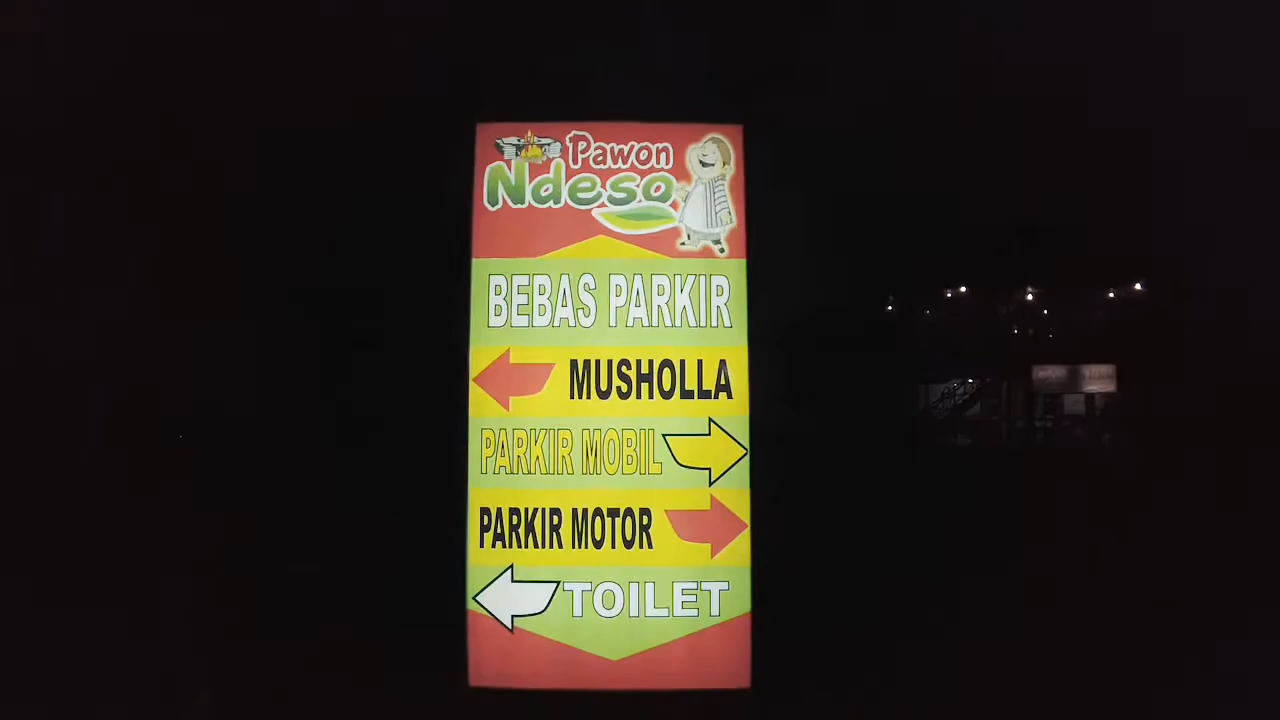 Pawon
Ndeso
BEBAS PARKIR
MUSHOLLA
PARKIR MOBIL
PARKIR MOTOR
TOILET